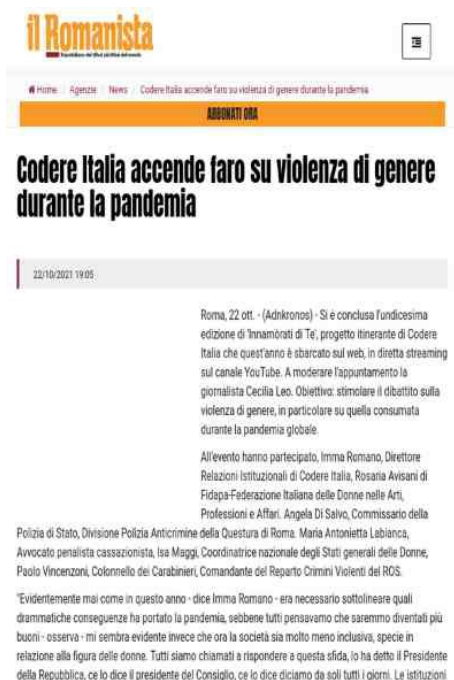 il Romanista
Home Agenzie News Codere Italia accende faro su violenza di genere durante la pandemia
ABBONATI ORA
Codere Italia accende faro su violenza di genere
durante la pandemia
22/10/2021 19:05
Roma, 22 ott. - (Adnkronos) - Si è conclusa l'undicesima
edizione di 'Innamòrati di Te', progetto itinerante di Codere
Italia che quest'anno è sbarcato sul web, in diretta streaming
sul canale YouTube. A moderare l'appuntamento la
giornalista Cecilia Leo. Obiettivo: stimolare il dibattito sulla
violenza di genere, in particolare su quella consumata
durante la pandemia globale.
All'evento hanno partecipato, Imma Romano, Direttore
Relazioni Istituzionali di Codere Italia, Rosaria Avisani di
Fidapa-Federazione Italiana delle Donne nelle Arti,
Professioni e Affari. Angela Di Salvo, Commissario della
Polizia di Stato, Divisione Polizia Anticrimine della Questura di Roma. Maria Antonietta Labianca,
Avvocato penalista cassazionista, Isa Maggi, Coordinatrice nazionale degli Stati generali delle Donne,
Paolo Vincenzoni, Colonnello dei Carabinieri, Comandante del Reparto Crimini Violenti del ROS.
"Evidentemente mai come in questo anno - dice Imma Romano - era necessario sottolineare quali
drammatiche conseguenze ha portato la pandemia, sebbene tutti pensavamo che saremmo diventati più
buoni - osserva - mi sembra evidente invece che ora la società sia molto meno inclusiva, specie in
relazione alla figura delle donne. Tutti siamo chiamati a rispondere a questa sfida, lo ha detto il Presidente
della Repubblica, ce lo dice il presidente del Consiglio, ce lo dice diciamo da soli tutti i giorni. Le istituzioni